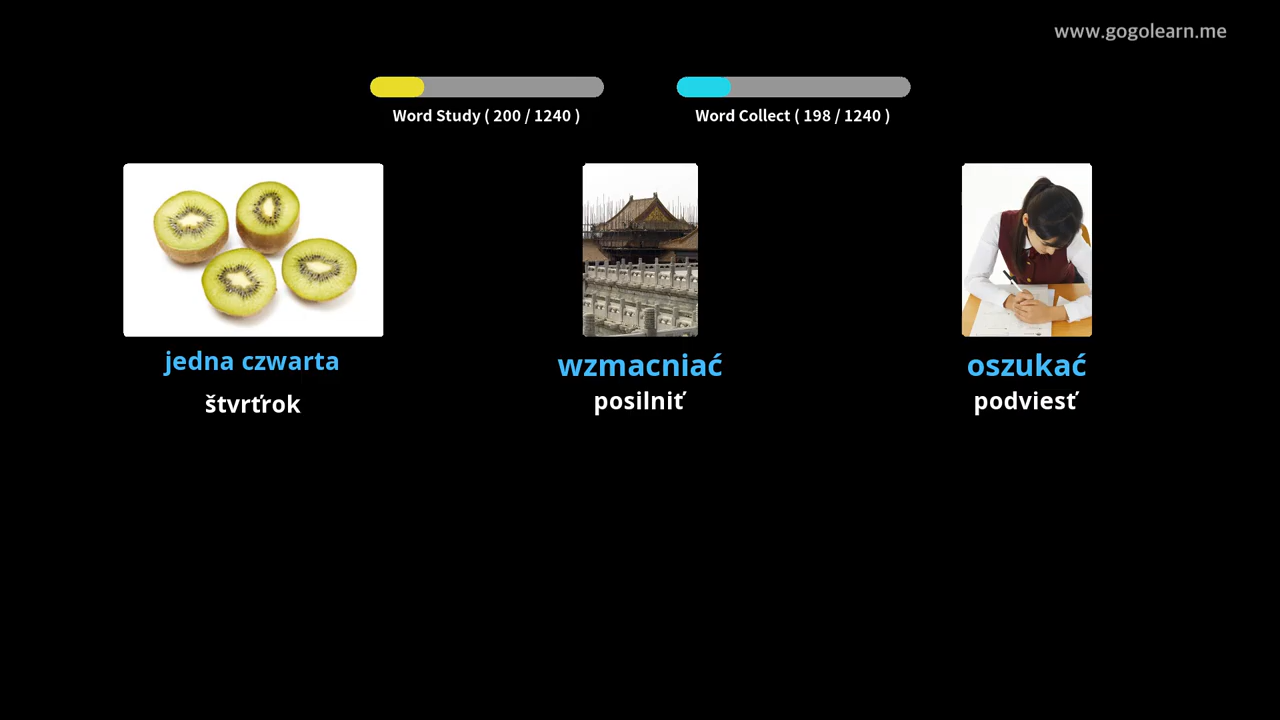 www.gogolearn.me
Word Study ( 200 / 1240 )
Word Collect ( 198 / 1240 )
jedna czwarta
štvrťrok
wzmacniać
posilniť
oszukać
podviesť